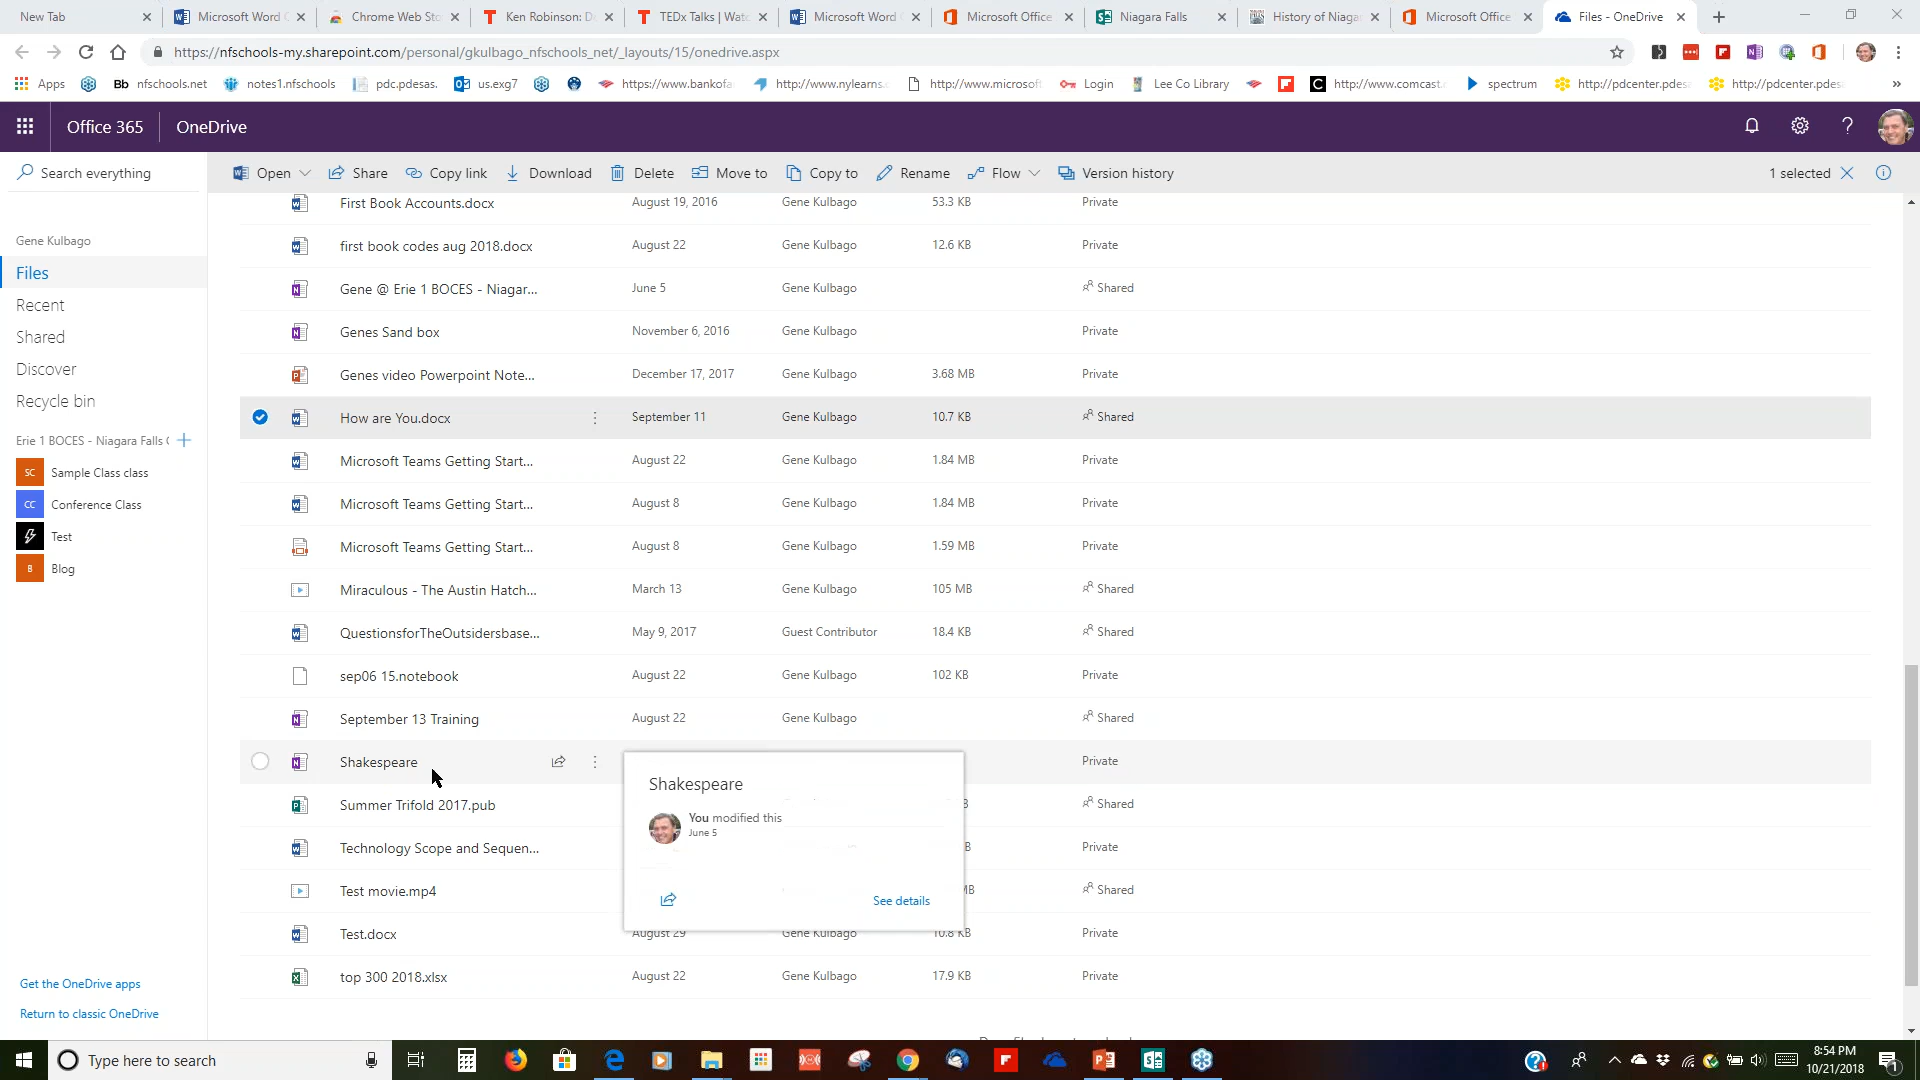 New Tab
Microsoft Word
Chrome Web Sto
Ken Robinson: D
TEDx Talks | Wat
Microsoft Word
Microsoft Office
Niagara Falls
History of Niaga
Microsoft Office
Files - OneDrive
https://nfschools-my.sharepoint.com/personal/gkulbago_nfschools_net/_layouts/15/onedrive.aspx
Apps
Bb nfschools.net
notes1.nfschools
pdc.pdesas.
us.exg7
https://www.bankofa
http://www.nylearns.
http://www.microsoft
Login
Lee Co Library
http://www.comcast.
spectrum
http://pdcenter.pdes
http://pdcenter.pdes
Office 365
OneDrive
Search everything
Open
Share
Copy link
Download
Delete
Move to
Copy to
Rename
Flow
Version history
1 selected
Gene Kulbago
Files
Recent
Shared
Discover
Recycle bin
Erie 1 BOCES - Niagara Falls
SC Sample Class class
CC Conference Class
Test
B Blog
Get the OneDrive apps
Return to classic OneDrive
First Book Accounts.docx August 19, 2016 Gene Kulbago 53.3 KB Private
first book codes aug 2018.docx August 22 Gene Kulbago 12.6 KB Private
Gene @ Erie 1 BOCES - Niagar... June 5 Gene Kulbago Shared
Genes Sand box November 6, 2016 Gene Kulbago Private
Genes video Powerpoint Note... December 17, 2017 Gene Kulbago 3.68 MB Private
How are You.docx September 11 Gene Kulbago 10.7 KB Shared
Microsoft Teams Getting Start... August 22 Gene Kulbago 1.84 MB Private
Microsoft Teams Getting Start... August 8 Gene Kulbago 1.84 MB Private
Microsoft Teams Getting Start... August 8 Gene Kulbago 1.59 MB Private
Miraculous - The Austin Hatch... March 13 Gene Kulbago 105 MB Shared
QuestionsforTheOutsidersbase... May 9, 2017 Guest Contributor 18.4 KB Shared
sep06 15.notebook August 22 Gene Kulbago 102 KB Private
September 13 Training August 22 Gene Kulbago Shared
Shakespeare Private
Summer Trifold 2017.pub B Shared
Technology Scope and Sequen... B Private
Test movie.mp4 MB Shared
Test.docx August 29 Gene Kulbago 10.8 KB Private
top 300 2018.xlsx August 22 Gene Kulbago 17.9 KB Private
Shakespeare
You modified this
June 5
See details
Type here to search
8:54 PM
10/21/2018
1